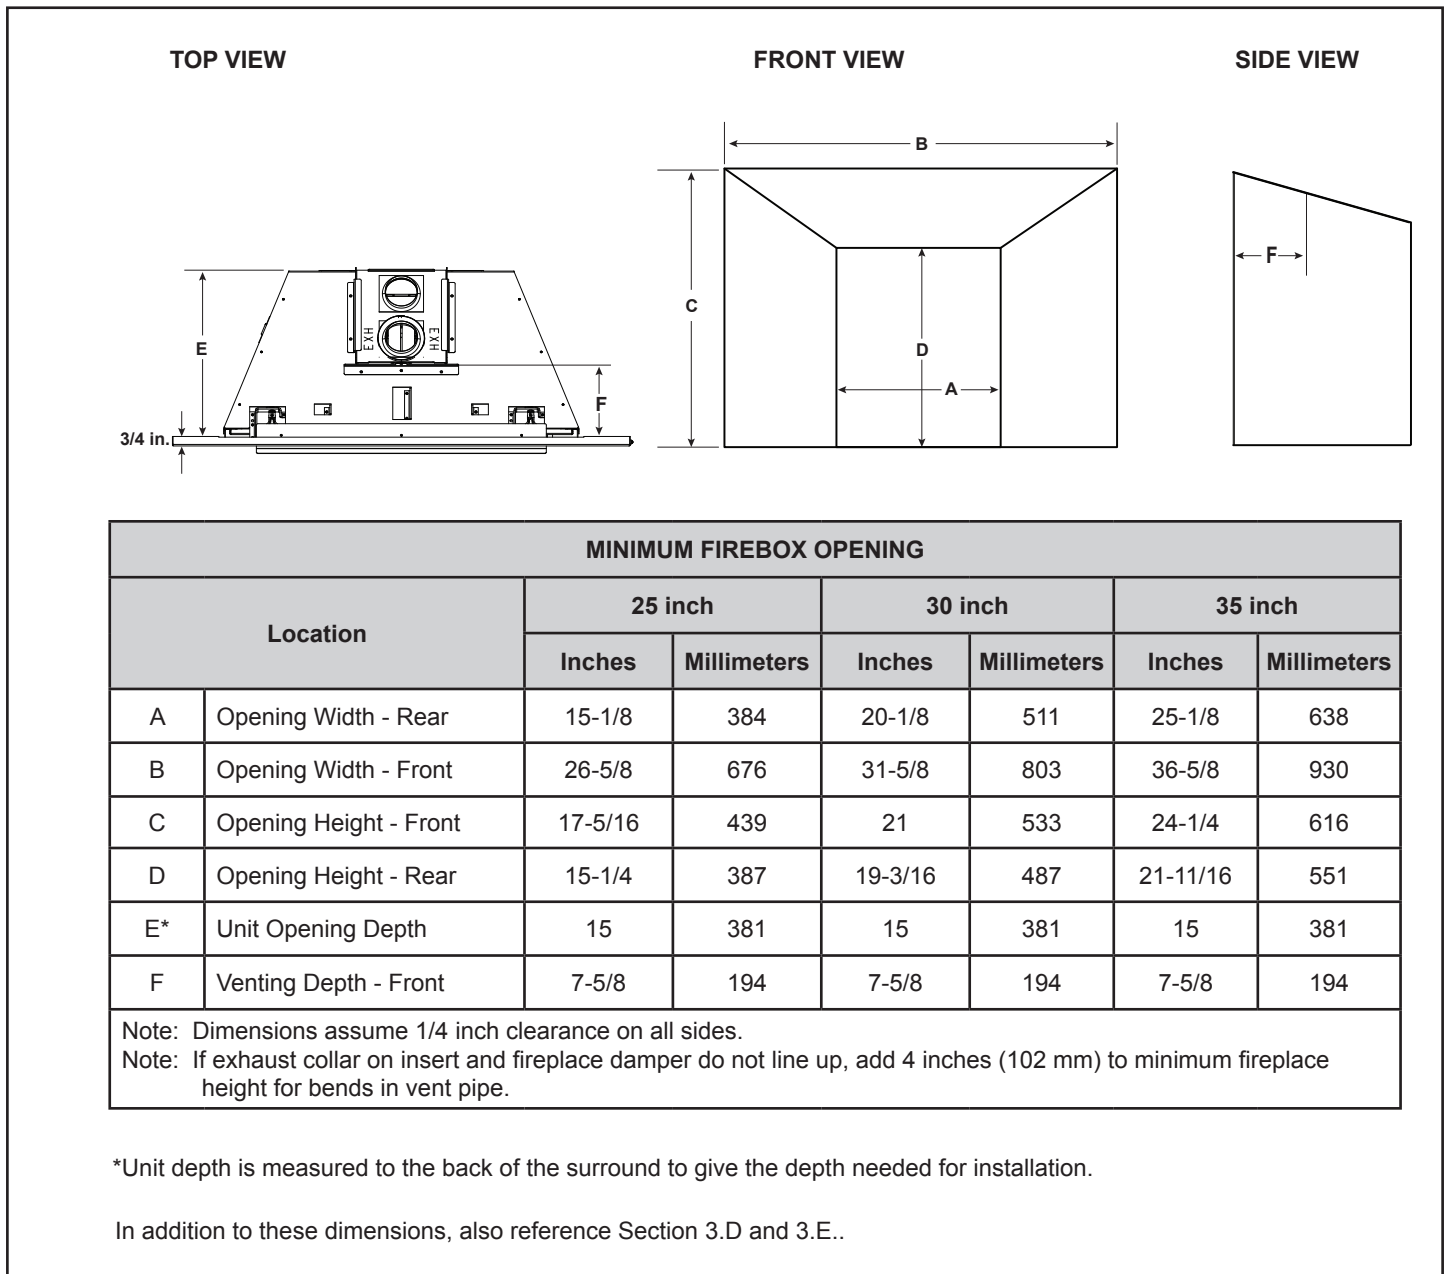 TOP VIEW
FRONT VIEW
SIDE VIEW
E
EXH
EXH
F
3/4 in.
B
C
D
A
F
MINIMUM FIREBOX OPENING
Location 25 inch 30 inch 35 inch
Inches Millimeters Inches Millimeters Inches Millimeters
A Opening Width - Rear 15-1/8 384 20-1/8 511 25-1/8 638
B Opening Width - Front 26-5/8 676 31-5/8 803 36-5/8 930
C Opening Height - Front 17-5/16 439 21 533 24-1/4 616
D Opening Height - Rear 15-1/4 387 19-3/16 487 21-11/16 551
E* Unit Opening Depth 15 381 15 381 15 381
F Venting Depth - Front 7-5/8 194 7-5/8 194 7-5/8 194
Note: Dimensions assume 1/4 inch clearance on all sides.
Note: If exhaust collar on insert and fireplace damper do not line up, add 4 inches (102 mm) to minimum fireplace
height for bends in vent pipe.
*Unit depth is measured to the back of the surround to give the depth needed for installation.
In addition to these dimensions, also reference Section 3.D and 3.E..